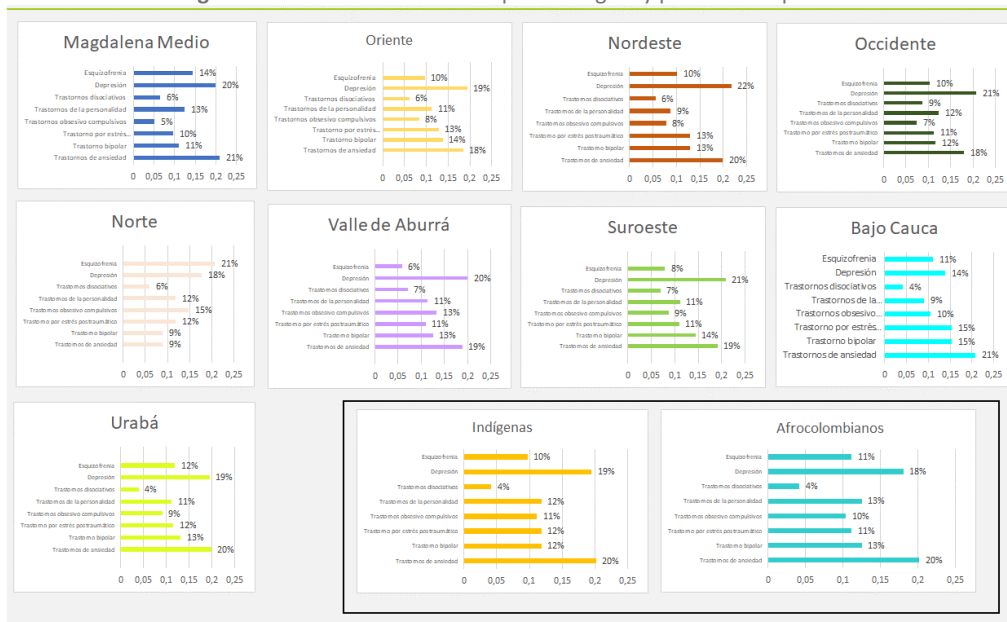 Magdalena Medio
Esquizofrenia 14%
Depresión 20%
Trastornos disociativos 6%
Trastornos de la personalidad 13%
Trastornos obsesivo compulsivos 5%
Trastorno por estrés... 10%
Trastorno bipolar 11%
Trastornos de ansiedad 21%
0 0,05 0,1 0,15 0,2 0,25
Oriente
Esquizofrenia 10%
Depresión 19%
Trastornos disociativos 6%
Trastornos de la personalidad 11%
Trastornos obsesivo compulsivos 8%
Trastorno por estrés... 13%
Trastorno bipolar 14%
Trastornos de ansiedad 18%
0 0,05 0,1 0,15 0,2 0,25
Nordeste
Esquizofrenia 10%
Depresión 22%
Trastornos disociativos 6%
Trastornos de la personalidad 9%
Trastornos obsesivo compulsivos 8%
Trastorno por estrés postraumático 13%
Trastorno bipolar 13%
Trastornos de ansiedad 20%
0 0,05 0,1 0,15 0,2 0,25
Occidente
Esquizofrenia 10%
Depresión 21%
Trastornos disociativos 9%
Trastornos de la personalidad 12%
Trastornos obsesivo compulsivos 7%
Trastorno por estrés postraumático 11%
Trastorno bipolar 12%
Trastornos de ansiedad 18%
0 0,05 0,1 0,15 0,2 0,25
Norte
Esquizofrenia 21%
Depresión 18%
Trastornos disociativos 6%
Trastornos de la personalidad 12%
Trastornos obsesivo compulsivos 15%
Trastorno por estrés postraumático 12%
Trastorno bipolar 9%
Trastornos de ansiedad 9%
0 0,05 0,1 0,15 0,2 0,25
Valle de Aburrá
Esquizofrenia 6%
Depresión 20%
Trastornos disociativos 7%
Trastornos de la personalidad 11%
Trastornos obsesivo compulsivos 13%
Trastorno por estrés postraumático 11%
Trastorno bipolar 13%
Trastornos de ansiedad 19%
0 0,05 0,1 0,15 0,2 0,25
Suroeste
Esquizofrenia 8%
Depresión 21%
Trastornos disociativos 7%
Trastornos de la personalidad 11%
Trastornos obsesivo compulsivos 9%
Trastorno por estrés postraumático 11%
Trastorno bipolar 14%
Trastornos de ansiedad 19%
0 0,05 0,1 0,15 0,2 0,25
Bajo Cauca
Esquizofrenia 11%
Depresión 14%
Trastornos disociativos 4%
Trastornos de la... 9%
Trastornos obsesivo... 10%
Trastorno por estrés... 15%
Trastorno bipolar 15%
Trastornos de ansiedad 21%
0 0,05 0,1 0,15 0,2 0,25
Urabá
Esquizofrenia 12%
Depresión 19%
Trastornos disociativos 4%
Trastornos de la personalidad 11%
Trastornos obsesivo compulsivos 9%
Trastorno por estrés postraumático 12%
Trastorno bipolar 13%
Trastornos de ansiedad 20%
0 0,05 0,1 0,15 0,2 0,25
Indígenas
Esquizofrenia 10%
Depresión 19%
Trastornos disociativos 4%
Trastornos de la personalidad 12%
Trastornos obsesivo compulsivos 11%
Trastorno por estrés postraumático 12%
Trastorno bipolar 12%
Trastornos de ansiedad 20%
0 0,05 0,1 0,15 0,2 0,25
Afrocolombianos
Esquizofrenia 11%
Depresión 18%
Trastornos disociativos 4%
Trastornos de la personalidad 13%
Trastornos obsesivo compulsivos 10%
Trastorno por estrés postraumático 11%
Trastorno bipolar 13%
Trastornos de ansiedad 20%
0 0,05 0,1 0,15 0,2 0,25